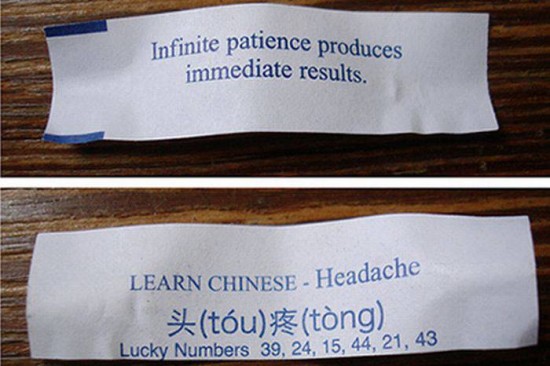 Infinite patience produces
immediate results.
LEARN CHINESE - Headache
头(tóu)疼(tòng)
Lucky Numbers 39, 24, 15, 44, 21, 43